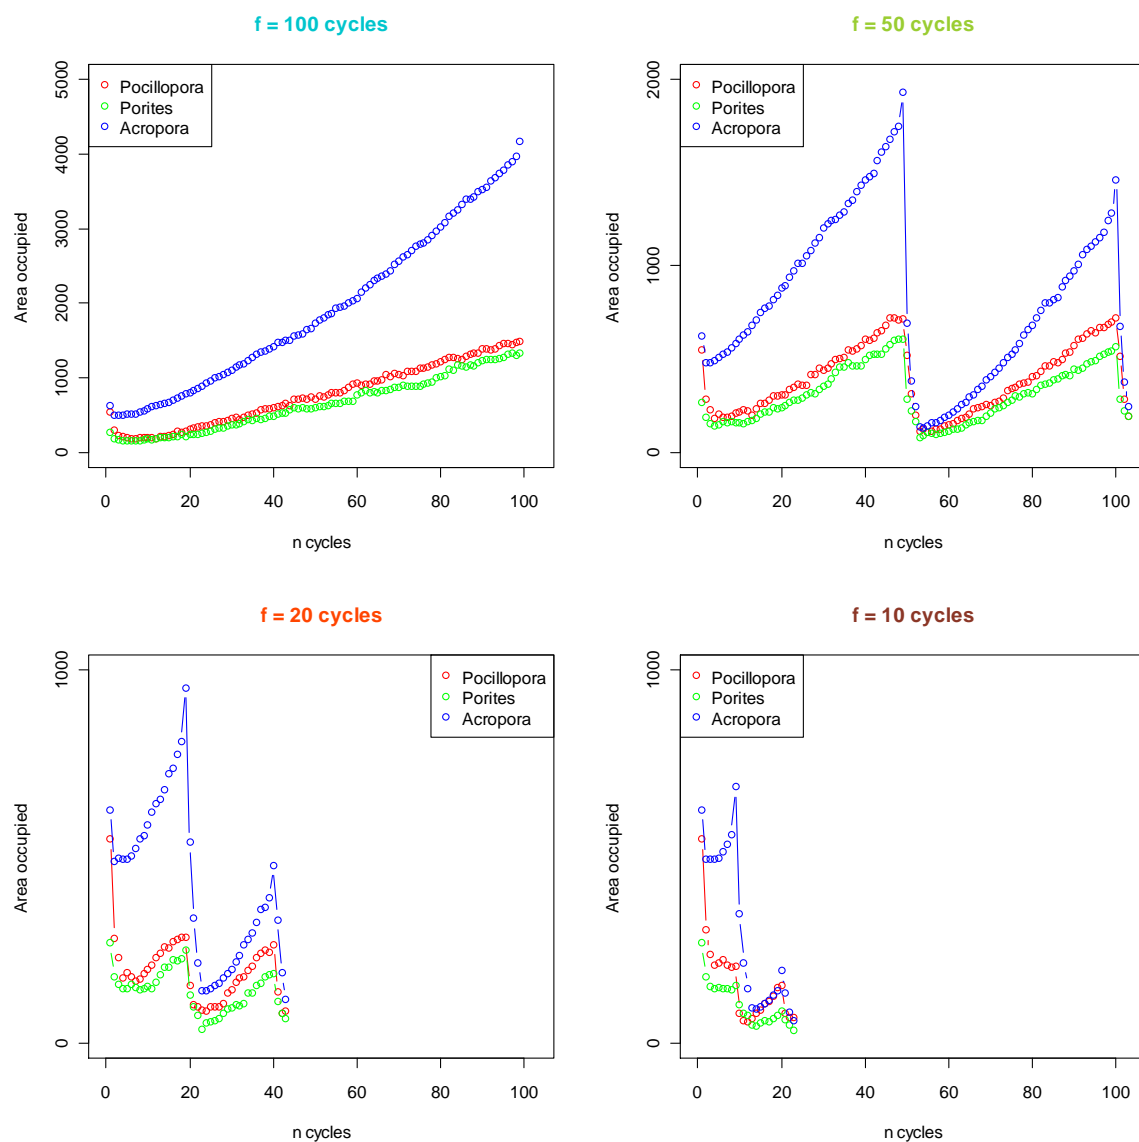 f = 100 cycles
Area occupied
0
1000
2000
3000
4000
5000
Pocillopora
Porites
Acropora
0
20
40
60
80
100
n cycles
f = 50 cycles
Area occupied
0
1000
2000
Pocillopora
Porites
Acropora
0
20
40
60
80
100
n cycles
f = 20 cycles
Area occupied
0
1000
Pocillopora
Porites
Acropora
0
20
40
60
80
100
n cycles
f = 10 cycles
Area occupied
0
1000
Pocillopora
Porites
Acropora
0
20
40
60
80
100
n cycles